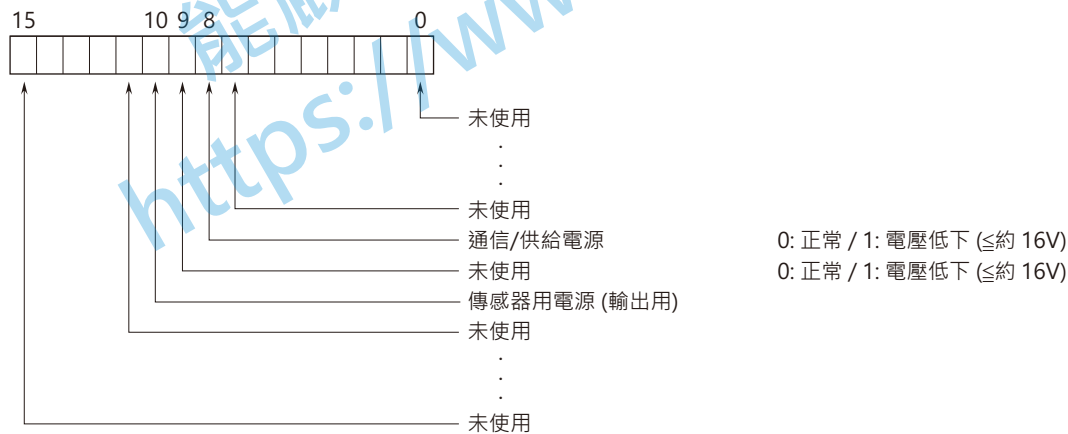 15 10 9 8 0
未使用
.
.
.
未使用
通信/供給電源 0: 正常 / 1: 電壓低下 (≦約 16V)
未使用 0: 正常 / 1: 電壓低下 (≦約 16V)
傳感器用電源 (輸出用)
未使用
.
.
.
未使用
https://ww